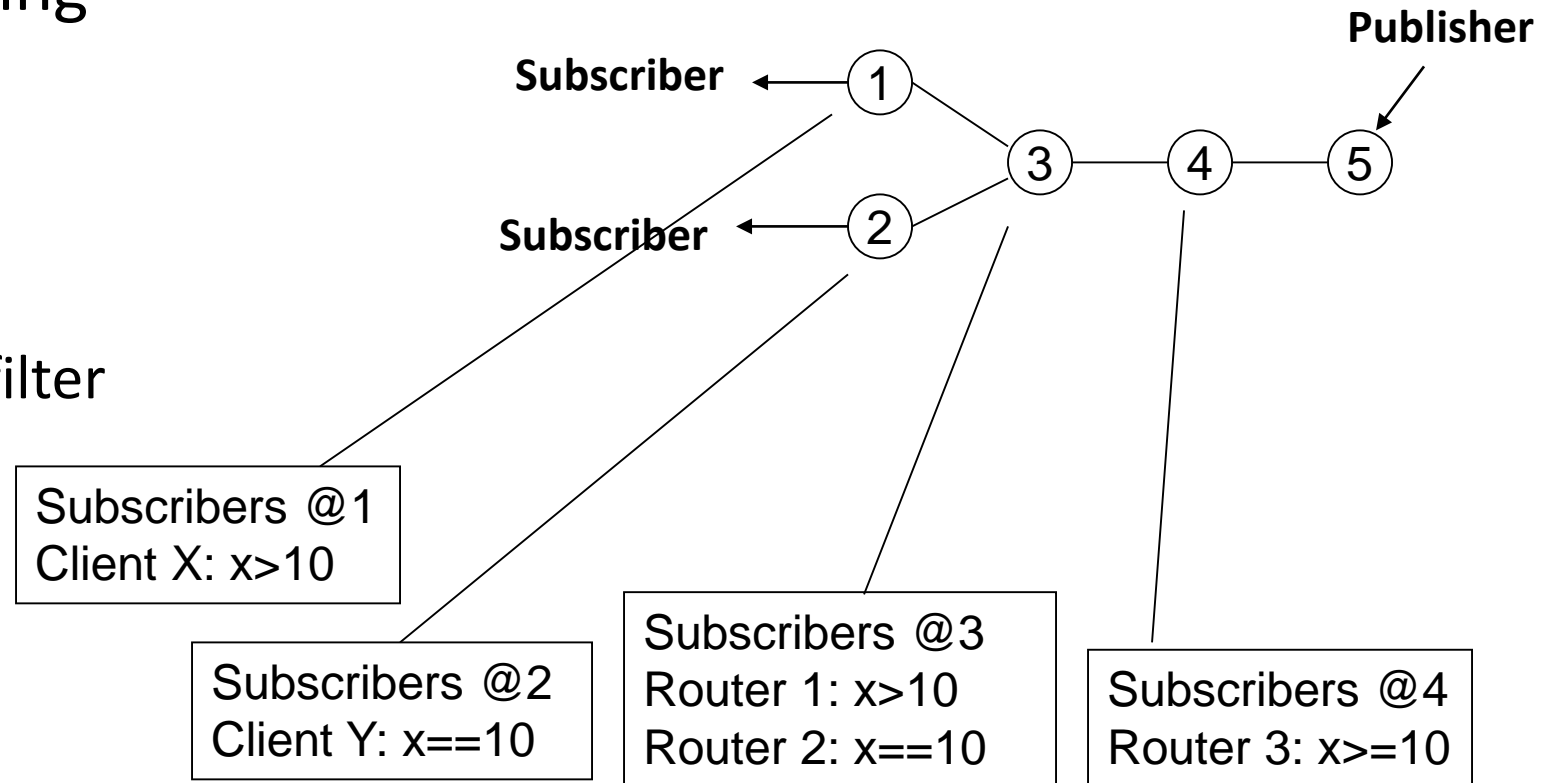 ing
Publisher
Subscriber
1
3
4
5
Subscriber
2
filter
Subscribers @1
Client X: x>10
Subscribers @2
Client Y: x==10
Subscribers @3
Router 1: x>10
Router 2: x==10
Subscribers @4
Router 3: x>=10